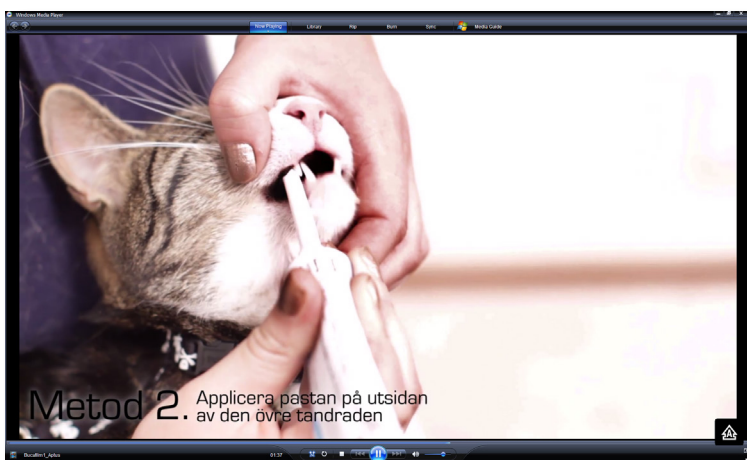 Windows Media Player
Now Playing
Library
Rip
Burn
Sync
Media Guide
Metod 2. Applicera pastan på utsidan
av den övre tandraden
Bucafilm1_Aptus
01:37